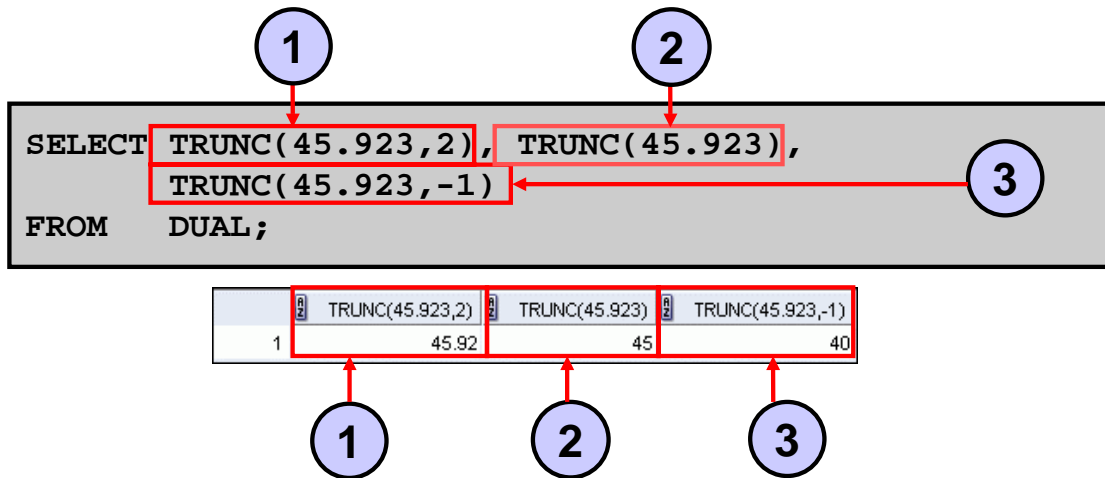 1 2
SELECT TRUNC(45.923,2), TRUNC(45.923),
TRUNC(45.923,-1) 3
FROM DUAL;
TRUNC(45.923,2) TRUNC(45.923) TRUNC(45.923,-1)
1 45.92 45 40
1 2 3